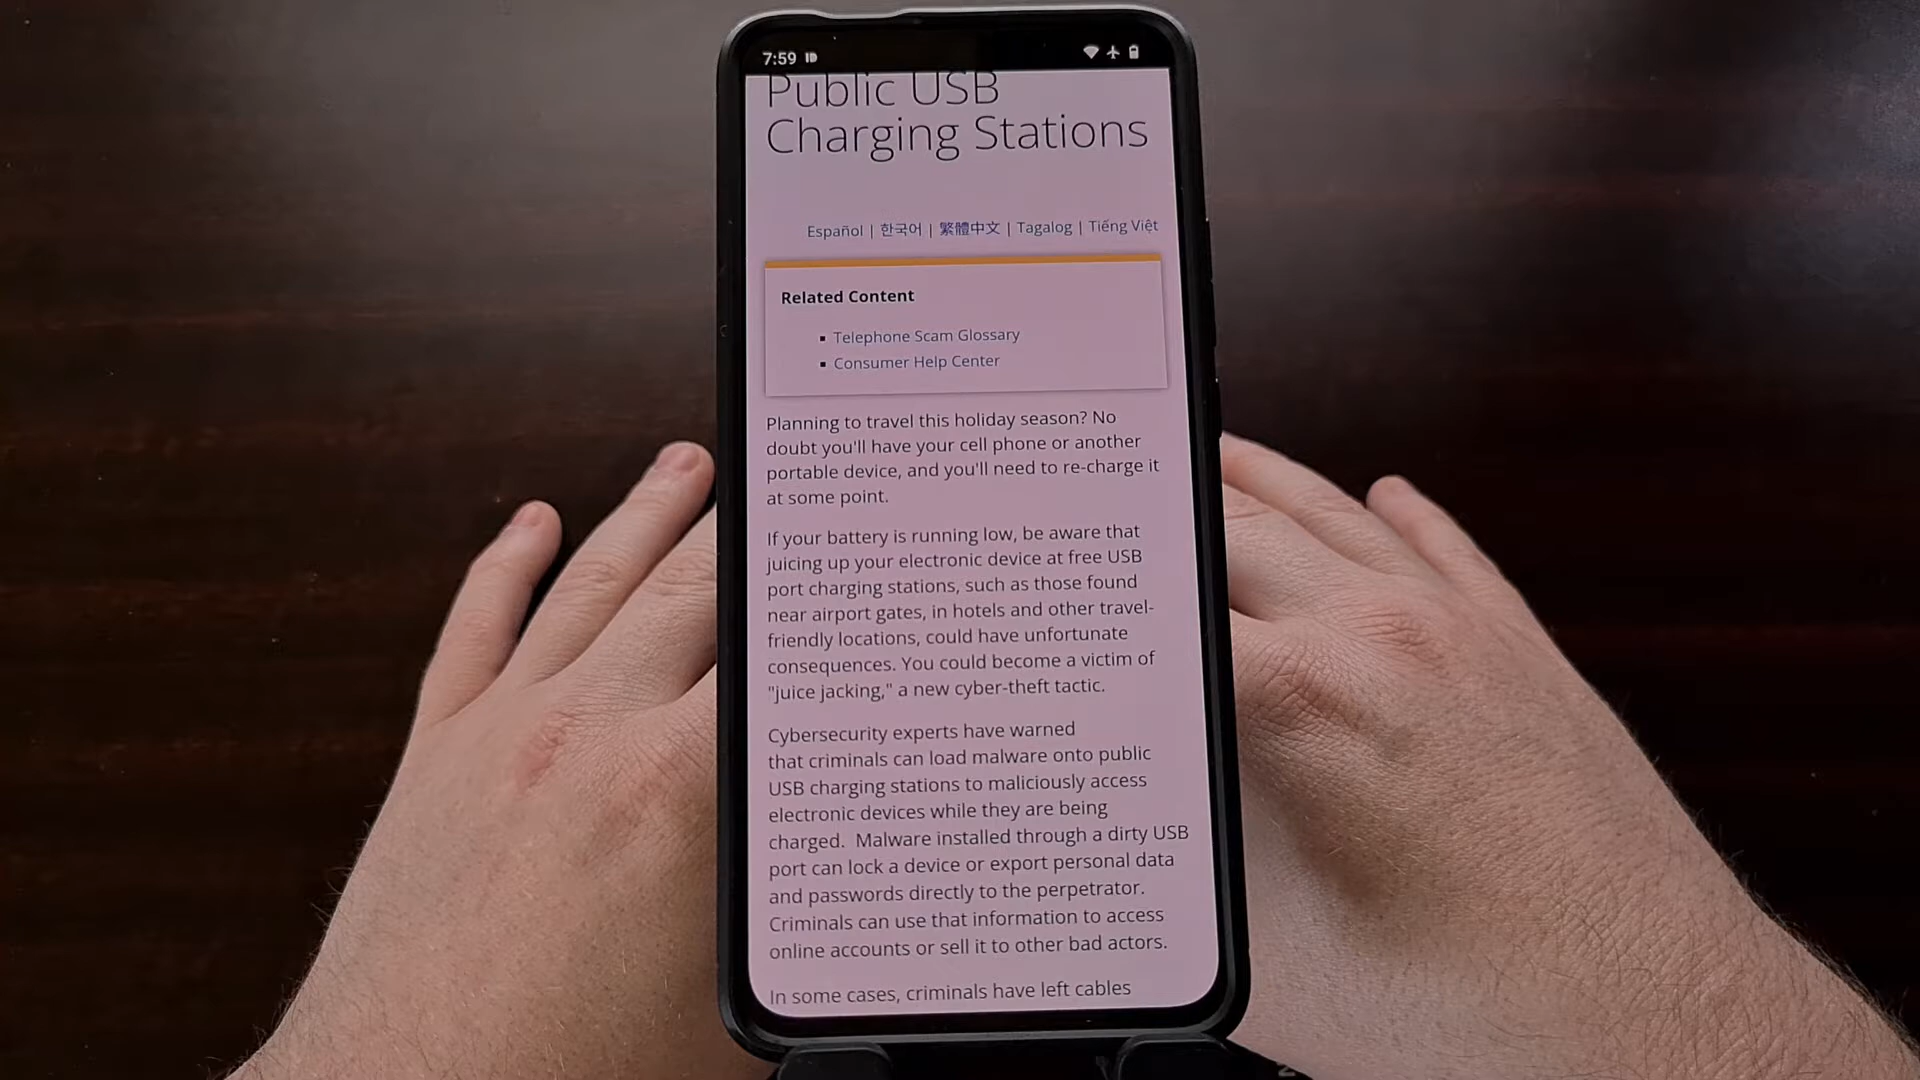 7:59
Public USB
Charging Stations
Español | 한국어 | 繁體中文 | Tagalog | Tiếng Việt
Related Content
Telephone Scam Glossary
Consumer Help Center
Planning to travel this holiday season? No
doubt you'll have your cell phone or another
portable device, and you'll need to re-charge it
at some point.
If your battery is running low, be aware that
juicing up your electronic device at free USB
port charging stations, such as those found
near airport gates, in hotels and other travel-
friendly locations, could have unfortunate
consequences. You could become a victim of
"juice jacking," a new cyber-theft tactic.
Cybersecurity experts have warned
that criminals can load malware onto public
USB charging stations to maliciously access
electronic devices while they are being
charged.  Malware installed through a dirty USB
port can lock a device or export personal data
and passwords directly to the perpetrator.
Criminals can use that information to access
online accounts or sell it to other bad actors.
In some cases, criminals have left cables